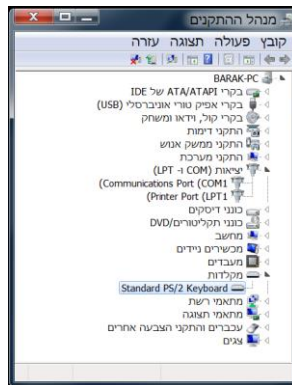 מנהל ההתקנים
קובץ פעולה תצוגה עזרה
BARAK-PC
בקרי ATA/ATAPI של IDE
בקרי אפיק טורי אוניברסלי (USB)
בקרי קול, וידאו ומשחק
התקני דימות
התקני ממשק אנוש
התקני מערכת
יציאות (COM ו- LPT)
(Communications Port (COM1
(Printer Port (LPT1
כונני דיסקים
כונני תקליטורים/DVD
מחשב
מכשירים ניידים
מעבדים
מקלדות
Standard PS/2 Keyboard
מתאמי רשת
מתאמי תצוגה
עכברים והתקני הצבעה אחרים
צגים